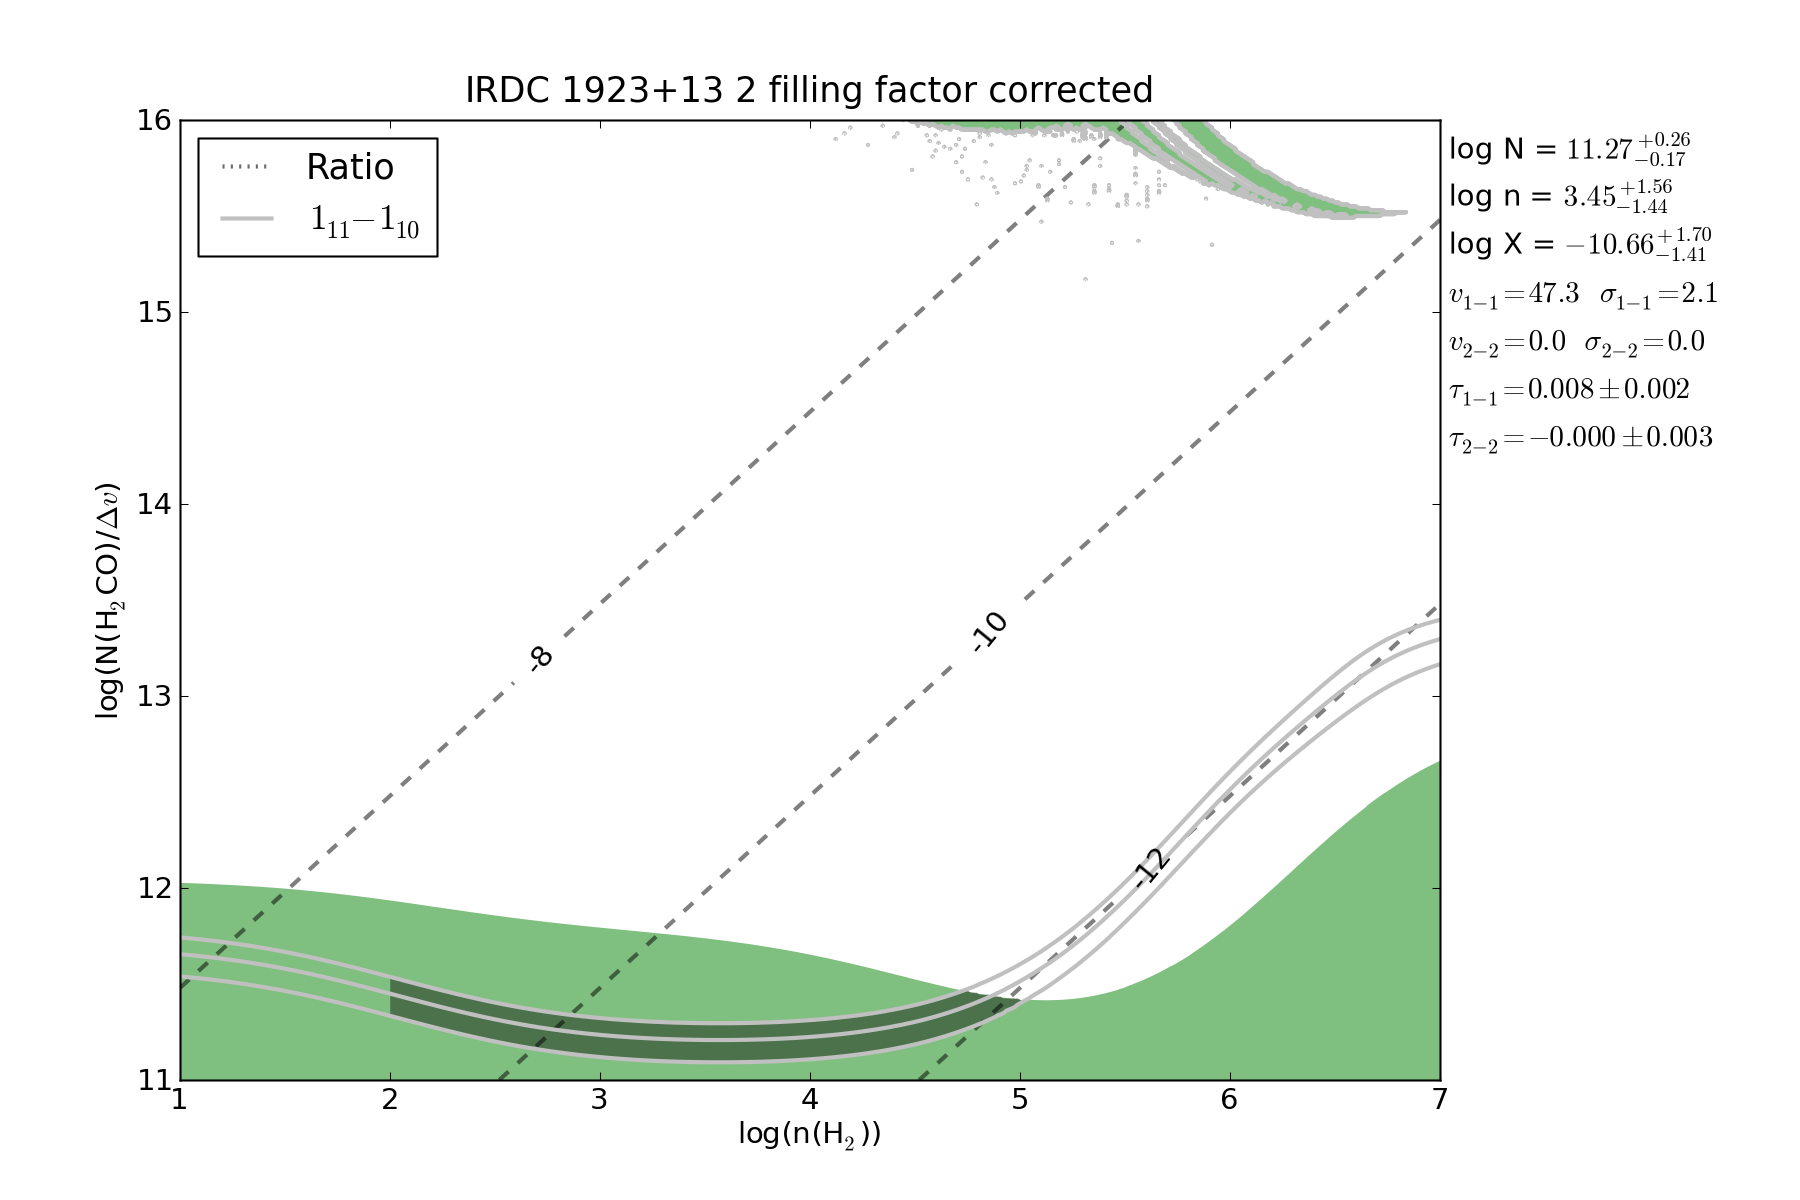 IRDC 1923+13 2 filling factor corrected
16
15
14
13
12
11
log(N(H₂CO)/Δv)
Ratio
1₁₁−1₁₀
-8
-10
-12
1 2 3 4 5 6 7
log(n(H₂))
log N = 11.27⁺⁰·²⁶₋₀.₁₇
log n = 3.45⁺¹·⁵⁶₋₁.₄₄
log X = −10.66⁺¹·⁷⁰₋₁.₄₁
v₁₋₁=47.3 σ₁₋₁=2.1
v₂₋₂=0.0 σ₂₋₂=0.0
τ₁₋₁=0.008±0.002
τ₂₋₂=−0.000±0.003